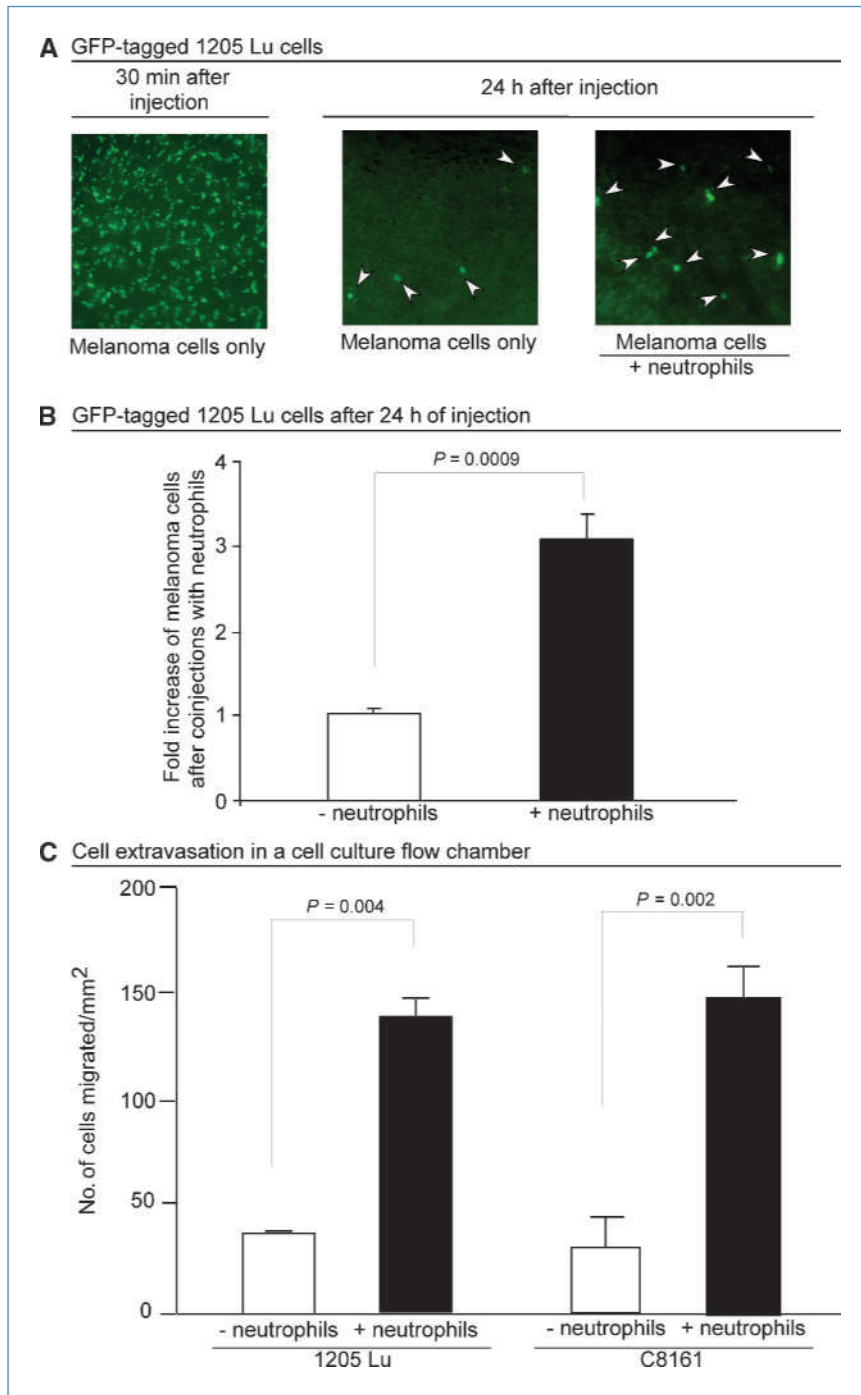 A GFP-tagged 1205 Lu cells
30 min after
injection
24 h after injection
Melanoma cells only
Melanoma cells only
Melanoma cells
+ neutrophils
B GFP-tagged 1205 Lu cells after 24 h of injection
Fold increase of melanoma cells
after coinjections with neutrophils
4
3
2
1
0
P = 0.0009
- neutrophils
+ neutrophils
C Cell extravasation in a cell culture flow chamber
No. of cells migrated/mm²
200
150
100
50
0
P = 0.004
P = 0.002
- neutrophils + neutrophils
- neutrophils + neutrophils
1205 Lu
C8161